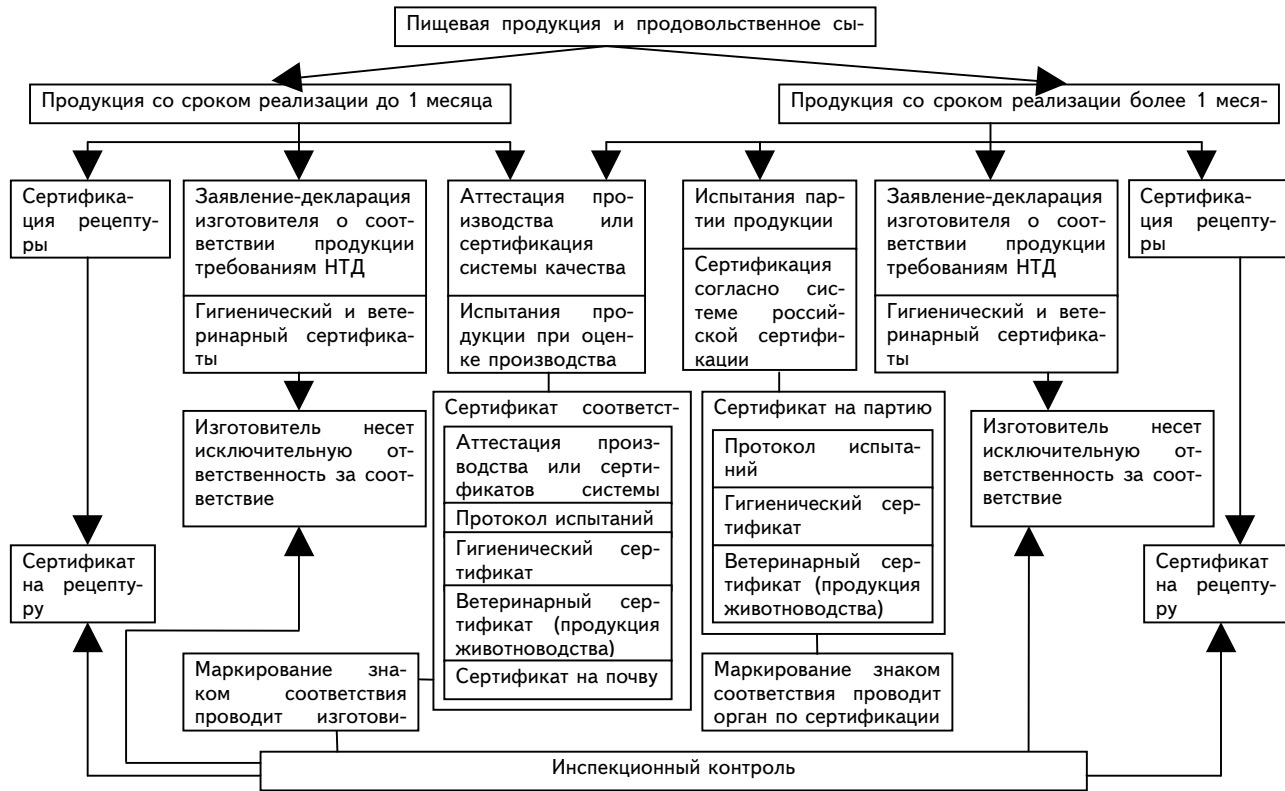 Пищевая продукция и продовольственное сы-
Продукция со сроком реализации до 1 месяца
Продукция со сроком реализации более 1 меся-
Сертифика-
ция рецепту-
ры
Заявление-декларация
изготовителя о соот-
ветствии продукции
требованиям НТД
Гигиенический и вете-
ринарный сертифика-
ты
Аттестация про-
изводства или
сертификация
системы качества
Испытания про-
дукции при оцен-
ке производства
Испытания пар-
тии продукции
Сертификация
согласно сис-
теме россий-
ской сертифи-
кации
Заявление-декларация
изготовителя о соот-
ветствии продукции
требованиям НТД
Гигиенический и вете-
ринарный сертифика-
ты
Сертифика-
ция рецепту-
ры
Изготовитель несет
исключительную от-
ветственность за соот-
ветствие
Сертификат соответст-
Аттестация произ-
водства или серти-
фикатов системы
Протокол испытаний
Гигиенический сер-
тификат
Ветеринарный сер-
тификат (продукция
животноводства)
Сертификат на почву
Сертификат на партию
Протокол испыта-
ний
Гигиенический сер-
тификат
Ветеринарный сер-
тификат (продукция
животноводства)
Изготовитель несет
исключительную от-
ветственность за соот-
ветствие
Сертификат
на рецепту-
ру
Сертификат
на рецепту-
ру
Маркирование зна-
ком соответствия
проводит изготови-
Маркирование знаком
соответствия проводит
орган по сертификации
Инспекционный контроль